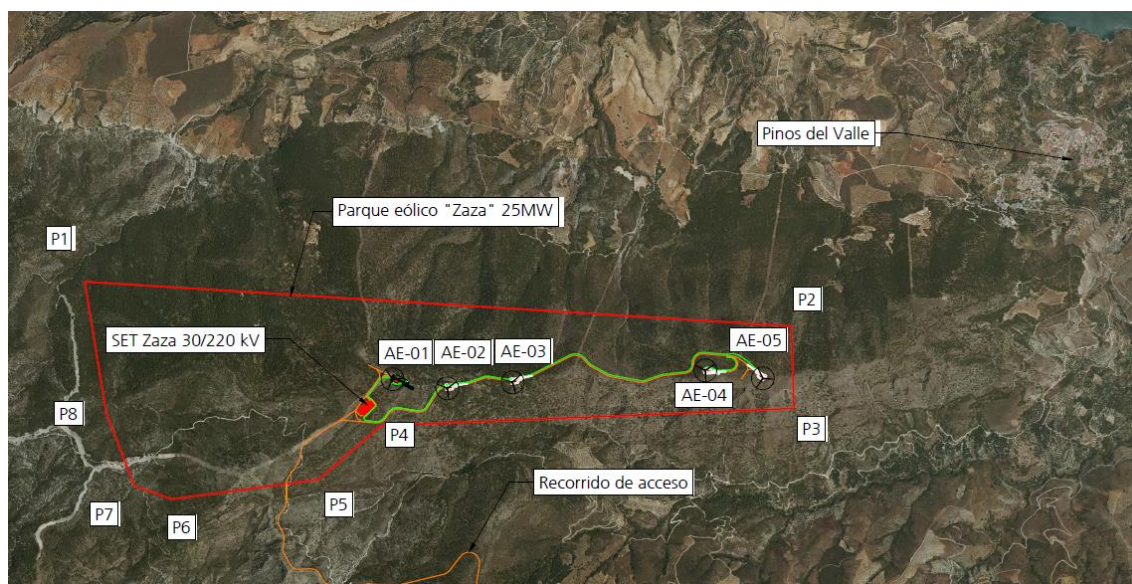 Pinos del Valle
Parque eólico "Zaza" 25MW
P1
P2
SET Zaza 30/220 kV
AE-01
AE-02
AE-03
AE-05
AE-04
P8
P4
P3
Recorrido de acceso
P5
P7
P6